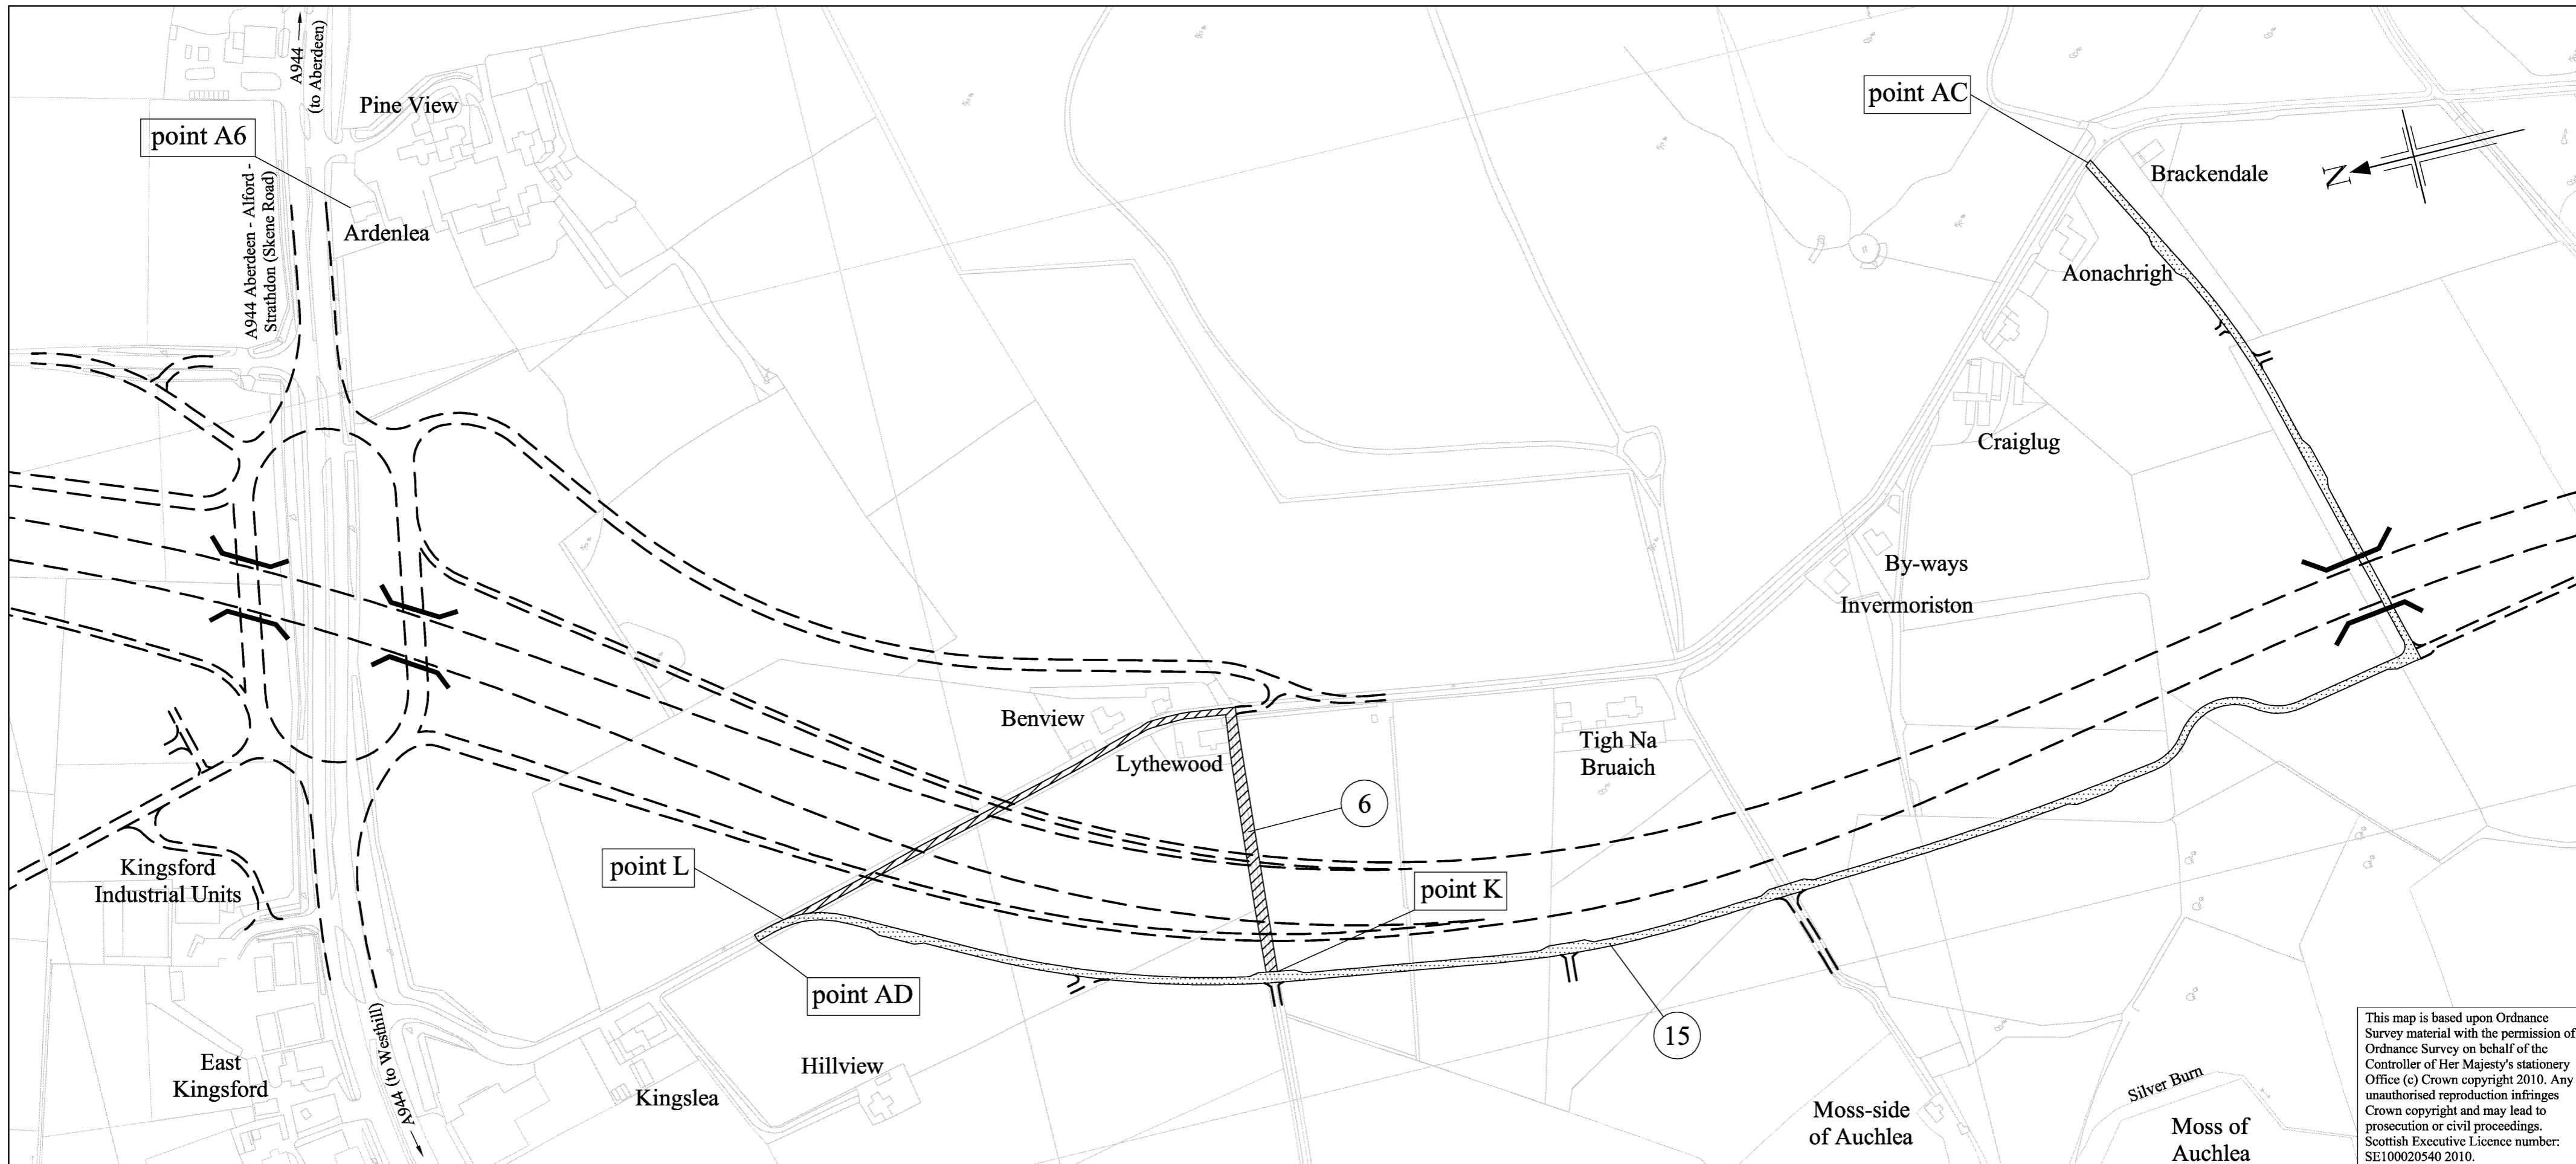 A944
(to Aberdeen)
Pine View
point A6
Ardenlea
A944 Aberdeen - Alford -
Strathdon (Skene Road)
point AC
Brackendale
N
Aonachrigh
Craiglug
By-ways
Invermoriston
Benview
Lythewood
Tigh Na
Bruaich
6
point L
point K
Kingsford
Industrial Units
point AD
15
A944 (to Westhill)
East
Kingsford
Hillview
Kingslea
Moss-side
of Auchlea
Silver Burn
Moss of
Auchlea
This map is based upon Ordnance
Survey material with the permission of
Ordnance Survey on behalf of the
Controller of Her Majesty's stationery
Office (c) Crown copyright 2010. Any
unauthorised reproduction infringes
Crown copyright and may lead to
prosecution or civil proceedings.
Scottish Executive Licence number:
SE100020540 2010.